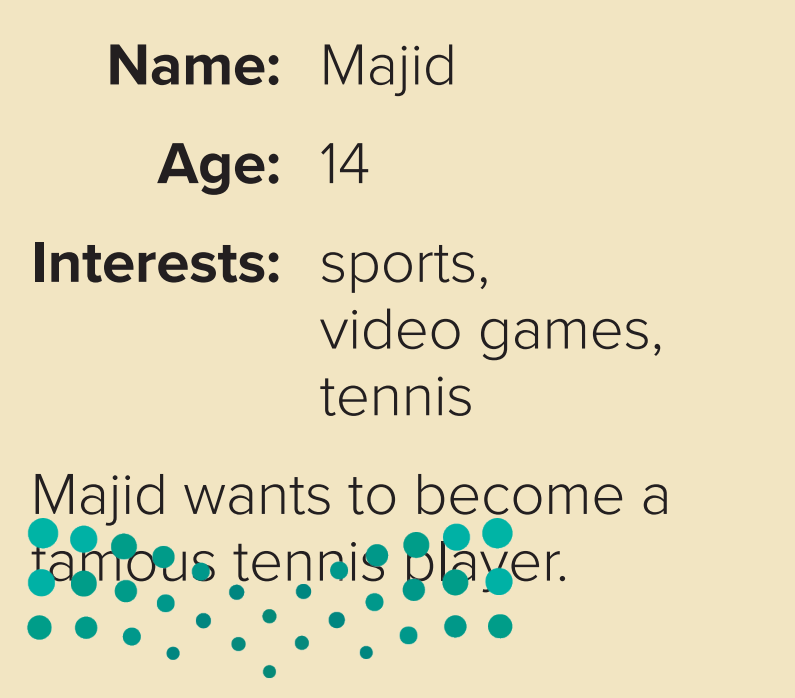 Name: Majid
Age: 14
Interests: sports,
video games,
tennis
Majid wants to become a
famous tennis player.